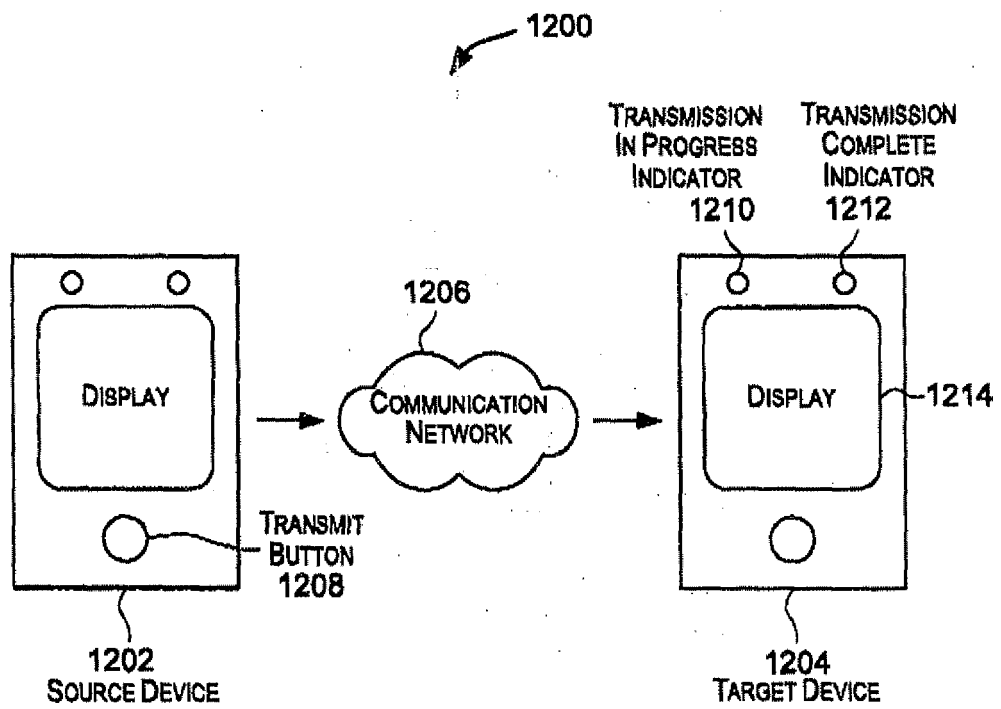 1200
TRANSMISSION
IN PROGRESS
INDICATOR
1210
TRANSMISSION
COMPLETE
INDICATOR
1212
1206
DISPLAY
COMMUNICATION
NETWORK
DISPLAY
1214
TRANSMIT
BUTTON
1208
1202
SOURCE DEVICE
1204
TARGET DEVICE